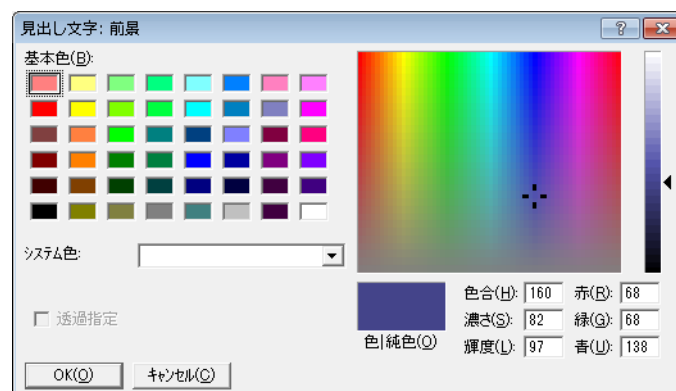 見出し文字: 前景
基本色(B):
システム色:
透過指定
色|純色(O)
色合(H): 160 赤(R): 68
濃さ(S): 82 緑(G): 68
輝度(L): 97 青(U): 138
OK(O) キャンセル(C)